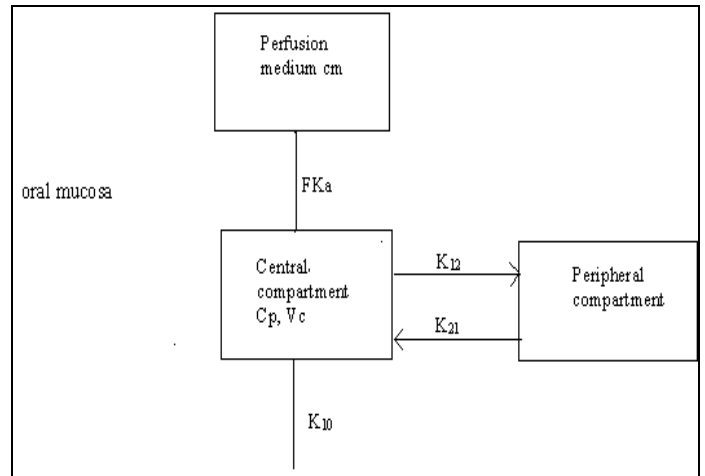 Perfusion
medium cm
FKa
oral mucosa
Central
compartment
Cp, Vc
K12
Peripheral
compartment
K21
K10